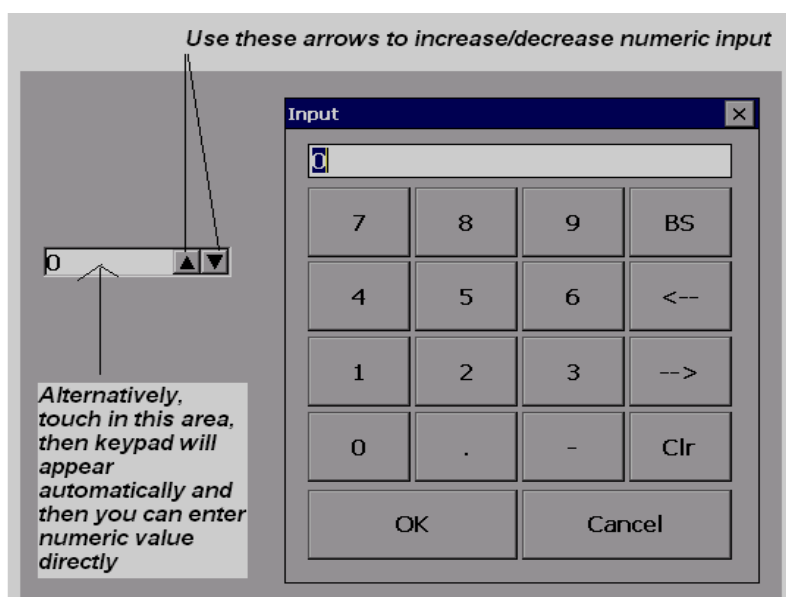 Use these arrows to increase/decrease numeric input
Input
0
7 8 9 BS
0
4 5 6 <--
1 2 3 -->
Alternatively,
touch in this area,
then keypad will
appear
automatically and
then you can enter
numeric value
directly
0 . - Clr
OK Cancel